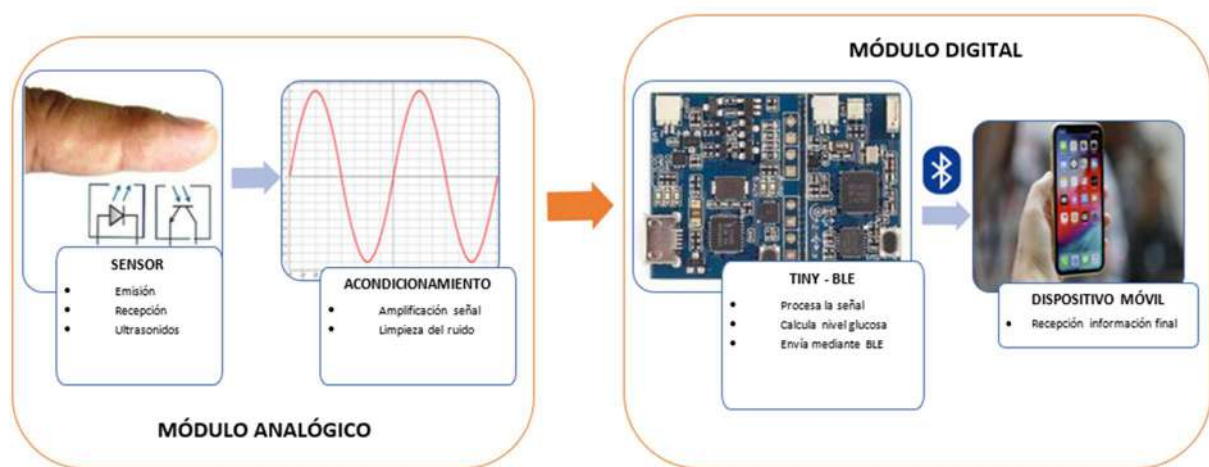 SENSOR
• Emisión
• Recepción
• Ultrasonidos
ACONDICIONAMIENTO
• Amplificación señal
• Limpieza del ruido
MÓDULO ANALÓGICO
MÓDULO DIGITAL
TINY - BLE
• Procesa la señal
• Calcula nivel glucosa
• Envía mediante BLE
DISPOSITIVO MÓVIL
• Recepción información final